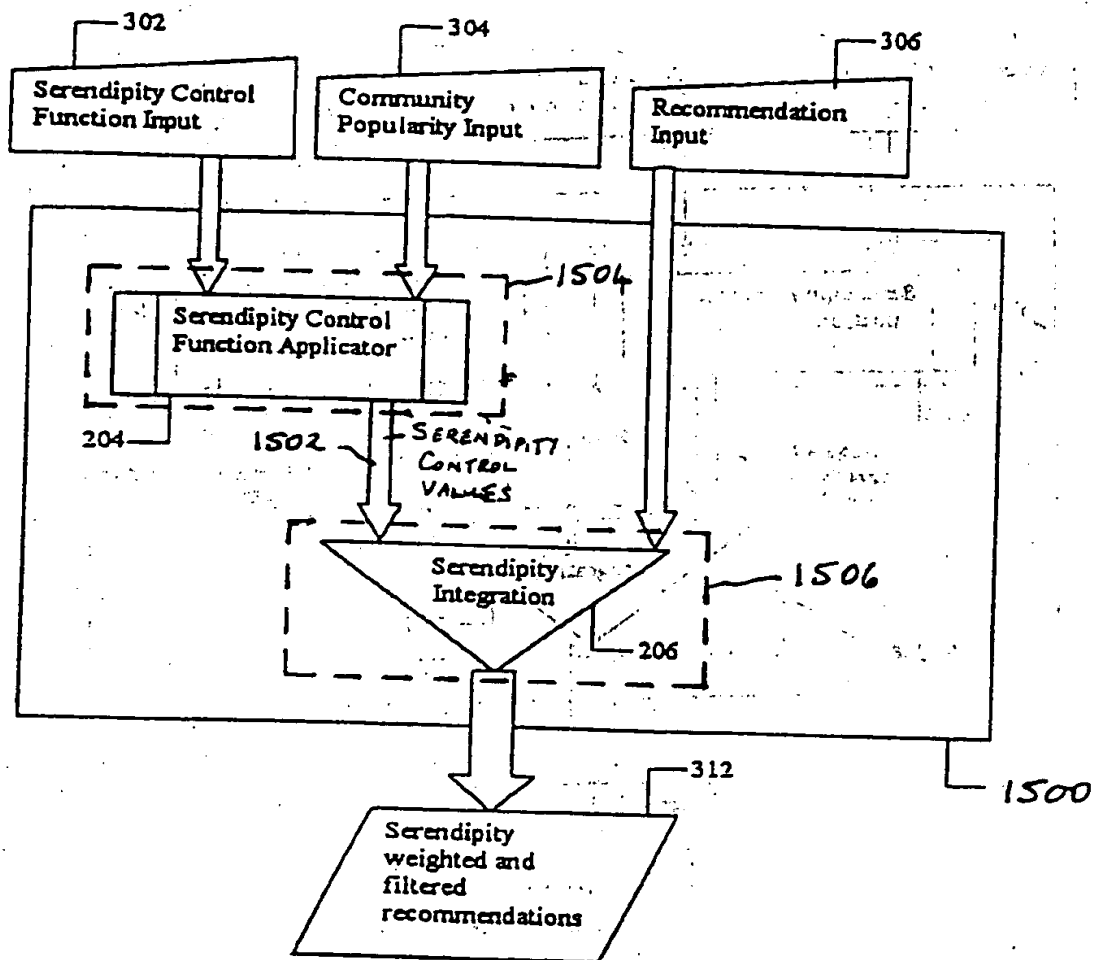 302
304
306
Serendipity Control
Function Input
Community
Popularity Input
Recommendation
Input
1504
Serendipity Control
Function Applicator
204
1502
SERENDIPITY
CONTROL
VALUES
Serendipity
Integration
1506
206
312
1500
Serendipity
weighted and
filtered
recommendations